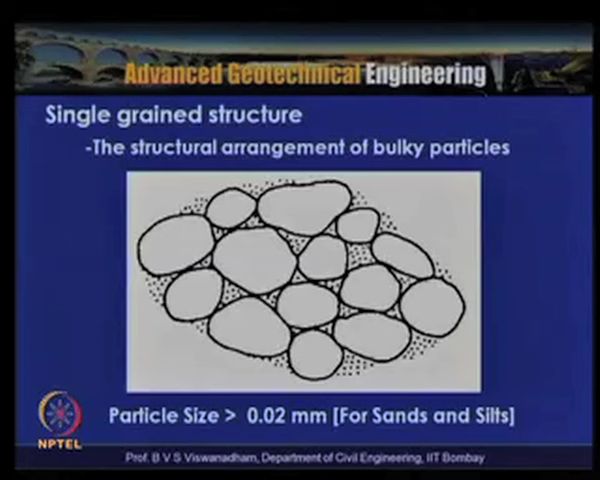 Advanced Geotechnical Engineering
Single grained structure
-The structural arrangement of bulky particles
Particle Size > 0.02 mm [For Sands and Silts]
NPTEL
Prof. B V S Viswanadham, Department of Civil Engineering, IIT Bombay